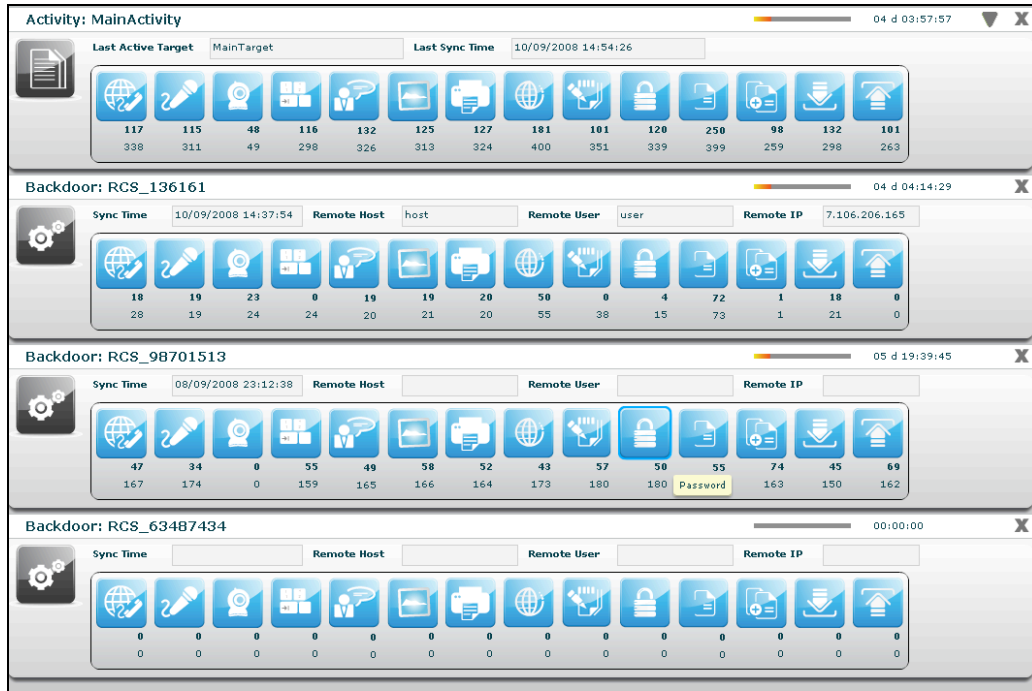 Activity: MainActivity 04 d 03:57:57 X
Last Active Target MainTarget Last Sync Time 10/09/2008 14:54:26
117 115 48 116 132 125 127 181 101 120 250 98 132 101
338 311 49 298 326 313 324 400 351 339 399 259 298 263
Backdoor: RCS_136161 04 d 04:14:29 X
Sync Time 10/09/2008 14:37:54 Remote Host host Remote User user Remote IP 7.106.206.165
18 19 23 0 19 19 20 50 0 4 72 1 18 0
28 19 24 24 20 21 20 55 38 15 73 1 21 0
Backdoor: RCS_98701513 05 d 19:39:45 X
Sync Time 08/09/2008 23:12:38 Remote Host Remote User Remote IP
47 34 0 55 49 58 52 43 57 50 55 74 45 69
167 174 0 159 165 166 164 173 180 180 Password 163 150 162
Backdoor: RCS_63487434 00:00:00 X
Sync Time Remote Host Remote User Remote IP
0 0 0 0 0 0 0 0 0 0 0 0 0 0
0 0 0 0 0 0 0 0 0 0 0 0 0 0